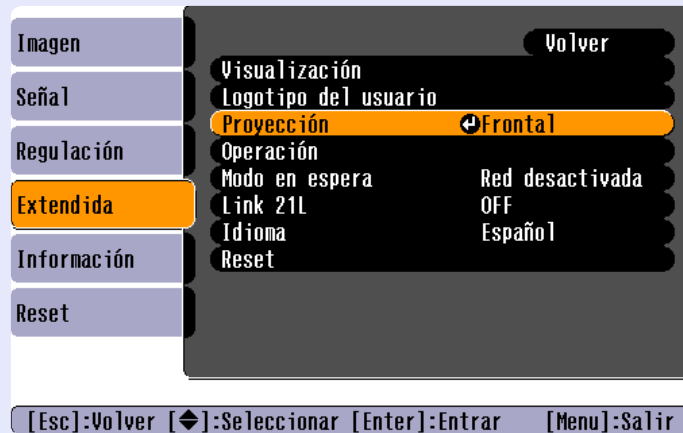 Imagen
Señal
Regulación
Extendida
Información
Reset
Volver
Visualización
Logotipo del usuario
Proyección Frontal
Operación
Modo en espera Red desactivada
Link 21L OFF
Idioma Español
Reset
[Esc]:Volver [◆]:Seleccionar [Enter]:Entrar [Menu]:Salir